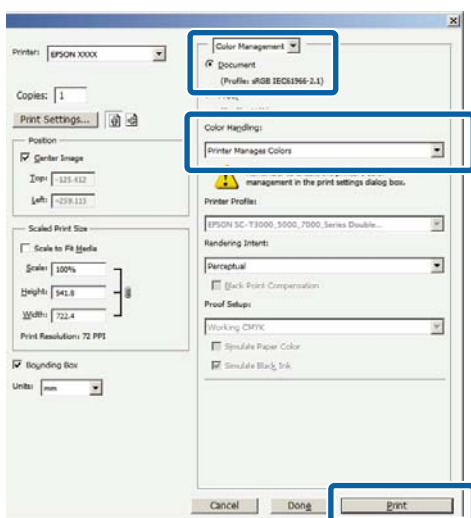 Printer: EPSON XXXX
Copies: 1
Print Settings...
Position
Center Image
Top: -125.412
Left: -259.113
Scaled Print Size
Scale to Fit Media
Scale: 100%
Height: 541.8
Width: 722.4
Print Resolution: 72 PPI
Bounding Box
Units: mm
Color Management
Document
(Profile: sRGB IEC61966-2.1)
Color Handling:
Printer Manages Colors
management in the print settings dialog box.
Printer Profile:
EPSON SC-T3000_5000_7000_Series Double...
Rendering Intent:
Perceptual
Black Point Compensation
Proof Setup:
Working CMYK
Simulate Paper Color
Simulate Black Ink
Cancel
Done
Print